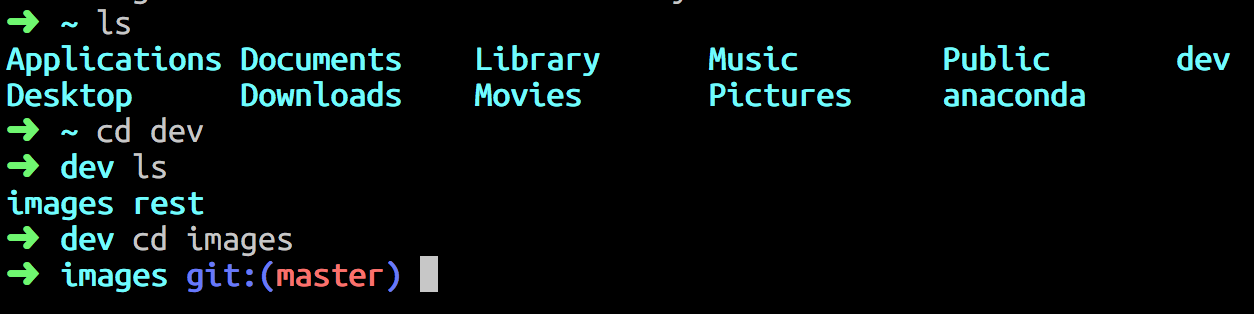 ➜ ~ ls
Applications Documents Library Music Public dev
Desktop Downloads Movies Pictures anaconda
➜ ~ cd dev
➜ dev ls
images rest
➜ dev cd images
➜ images git:(master)